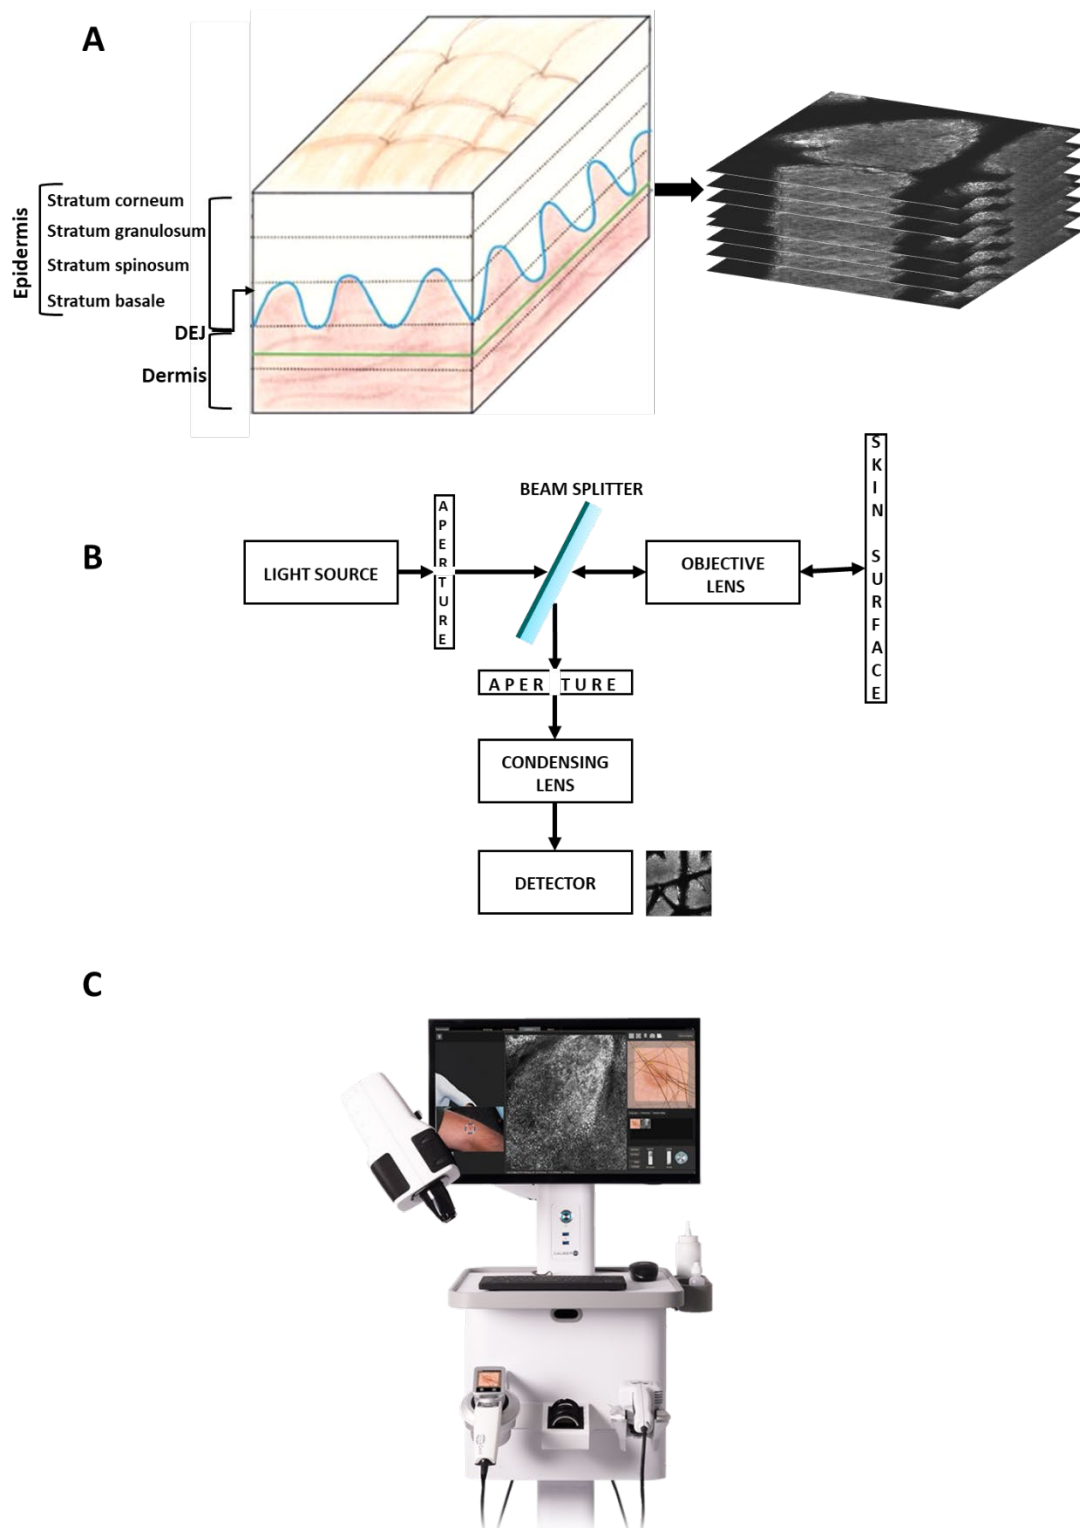 A
Epidermis
Stratum corneum
Stratum granulosum
Stratum spinosum
Stratum basale
DEJ
Dermis
B
LIGHT SOURCE
APERTURE
BEAM SPLITTER
OBJECTIVE
LENS
SKIN SURFACE
APERTURE
CONDENSING
LENS
DETECTOR
C